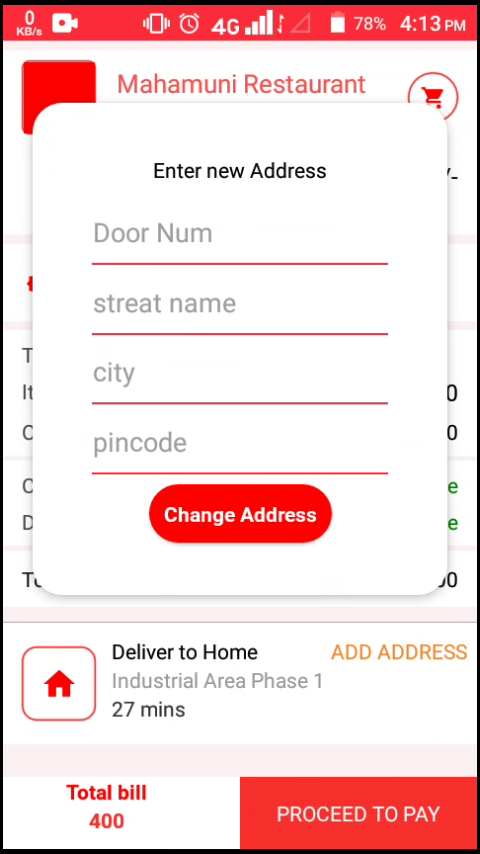 0
KB/s
4G
78%
4:13 PM
Mahamuni Restaurant
Enter new Address
Door Num
streat name
city
pincode
Change Address
Deliver to Home
ADD ADDRESS
Industrial Area Phase 1
27 mins
Total bill
400
PROCEED TO PAY